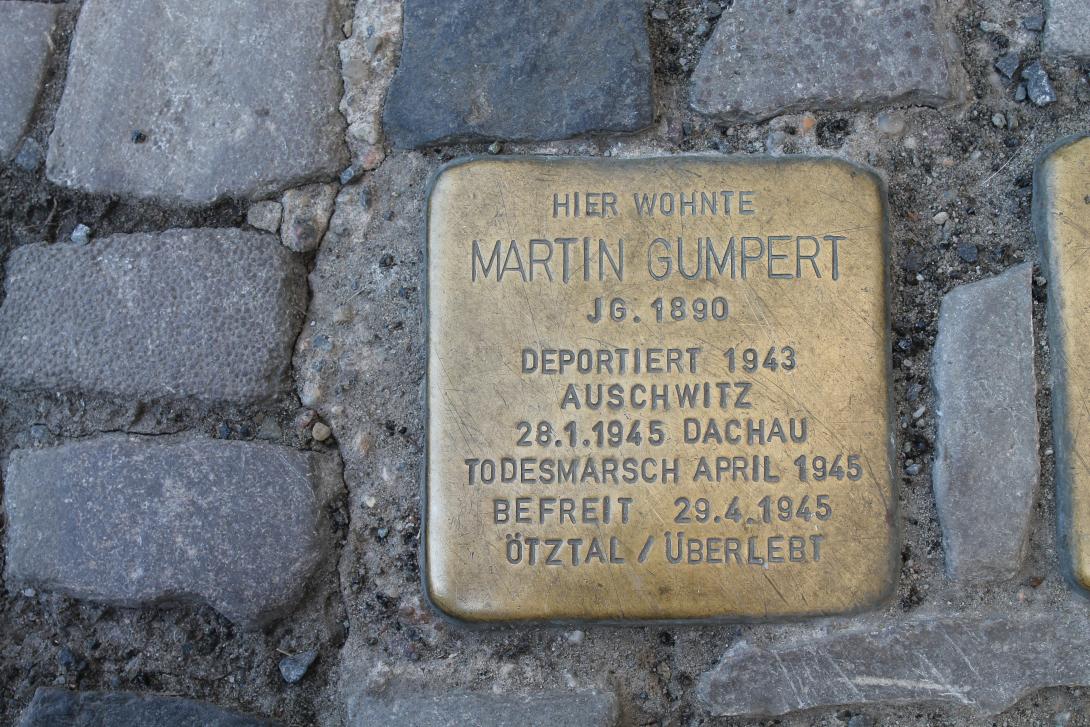 HIER WOHNTE
MARTIN GUMPERT
JG. 1890
DEPORTIERT 1943
AUSCHWITZ
28.1.1945 DACHAU
TODESMARSCH APRIL 1945
BEFREIT 29.4.1945
ÖTZTAL / ÜBERLEBT